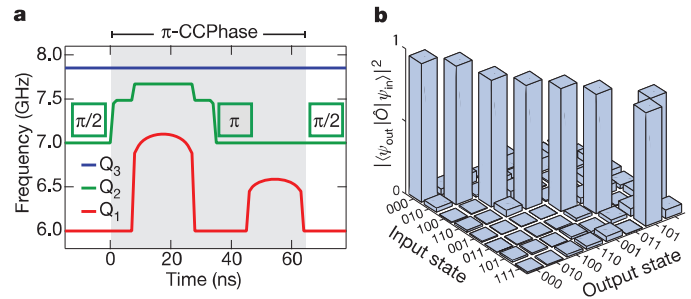 a
π-CCPhase
Frequency (GHz)
8.0
7.5
7.0
6.5
6.0
π/2
π
π/2
Q3
Q2
Q1
0
20
40
60
Time (ns)
b
|⟨ψout|Ô|ψin⟩|²
1
0
000
010
100
110
001
011
101
111
Input state
000
010
100
110
001
011
101
Output state